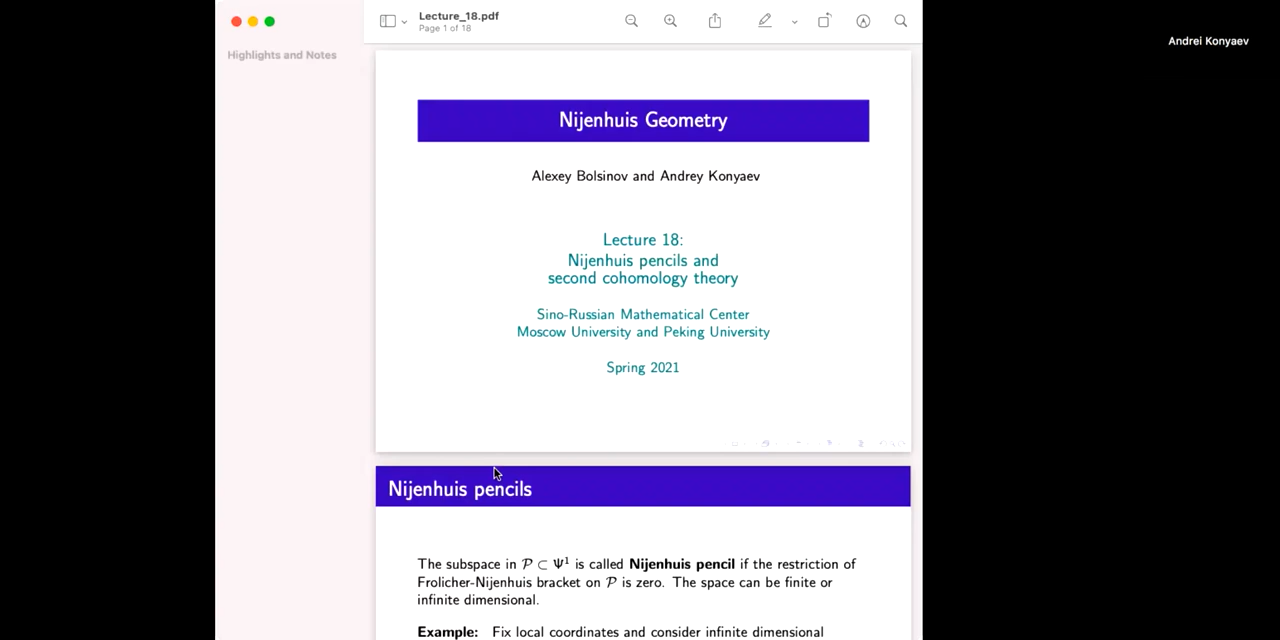 Lecture_18.pdf
Page 1 of 18
Highlights and Notes
Andrei Konyaev
Nijenhuis Geometry
Alexey Bolsinov and Andrey Konyaev
Lecture 18:
Nijenhuis pencils and
second cohomology theory
Sino-Russian Mathematical Center
Moscow University and Peking University
Spring 2021
Nijenhuis pencils
The subspace in 𝒫 ⊂ Ψ¹ is called Nijenhuis pencil if the restriction of
Frolicher-Nijenhuis bracket on 𝒫 is zero. The space can be finite or
infinite dimensional.
Example: Fix local coordinates and consider infinite dimensional